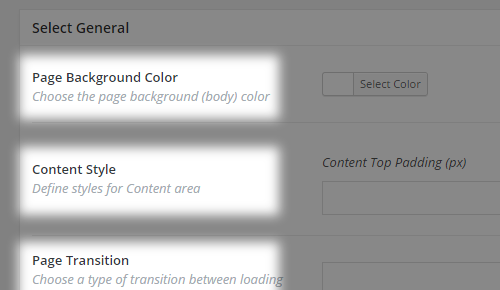 Select General
Page Background Color
Choose the page background (body) color
Select Color
Content Style
Define styles for Content area
Content Top Padding (px)
Page Transition
Choose a type of transition between loading